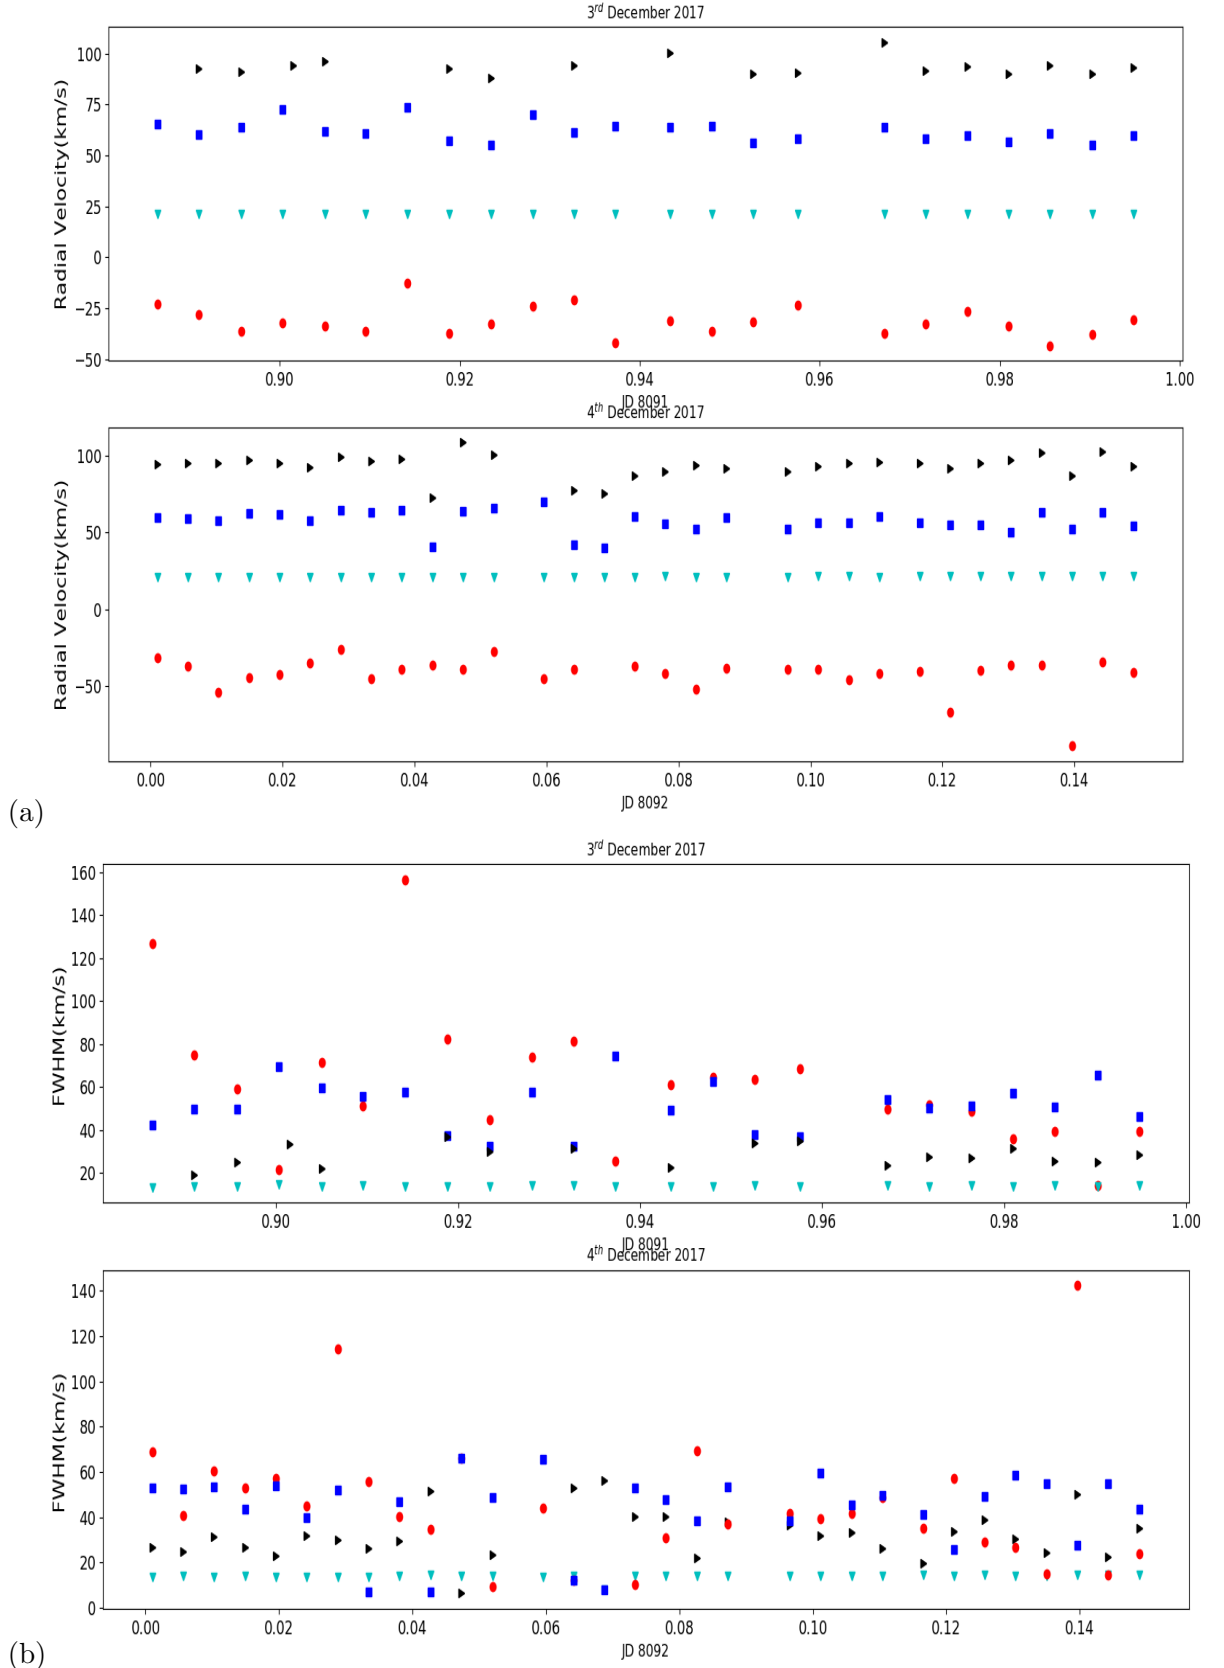 3rd December 2017
100
75
50
25
0
−25
−50
Radial Velocity(km/s)
0.90 0.92 0.94 0.96 0.98 1.00
JD 8091
4th December 2017
100
50
0
−50
Radial Velocity(km/s)
0.00 0.02 0.04 0.06 0.08 0.10 0.12 0.14
JD 8092
(a)
3rd December 2017
160
140
120
100
80
60
40
20
FWHM(km/s)
0.90 0.92 0.94 0.96 0.98 1.00
JD 8091
4th December 2017
140
120
100
80
60
40
20
0
FWHM(km/s)
0.00 0.02 0.04 0.06 0.08 0.10 0.12 0.14
JD 8092
(b)